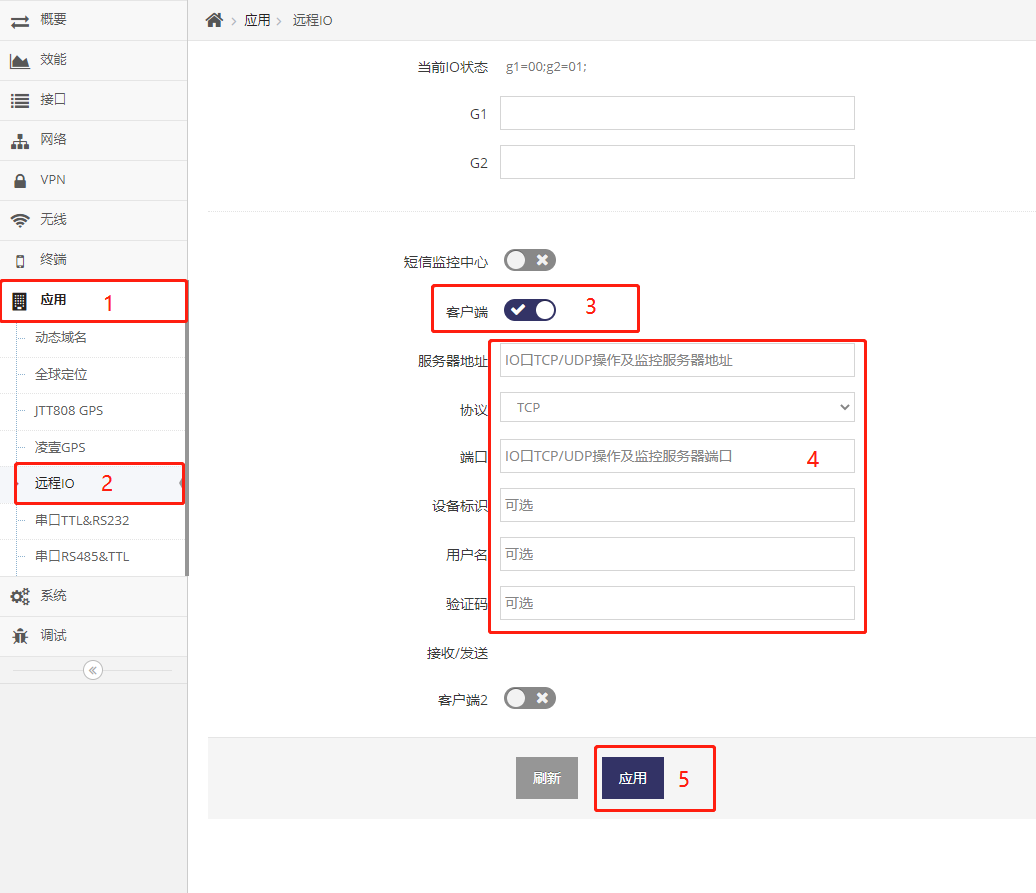 概要
效能
接口
网络
VPN
无线
终端
应用 1
动态域名
全球定位
JTT808 GPS
凌壹GPS
远程IO 2
串口TTL&RS232
串口RS485&TTL
系统
调试
应用 远程IO
当前IO状态 g1=00;g2=01;
G1
G2
短信监控中心
客户端 3
服务器地址 IO口TCP/UDP操作及监控服务器地址
协议 TCP
端口 IO口TCP/UDP操作及监控服务器端口 4
设备标识 可选
用户名 可选
验证码 可选
接收/发送
客户端2
刷新 应用 5